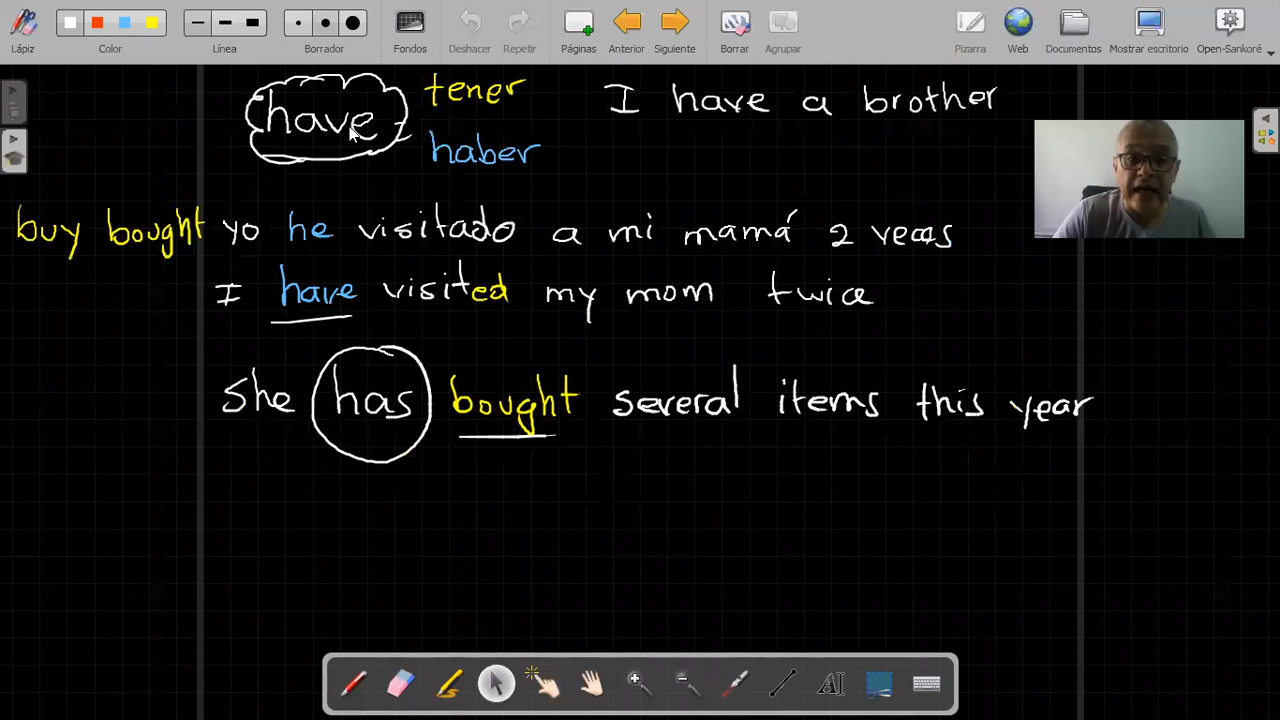 Lápiz Color Línea Borrador Fondos Deshacer Repetir Páginas Anterior Siguiente Borrar Agrupar Pizarra Web Documentos Mostrar escritorio Open-Sankoré
have tener I have a brother
haber
buy bought yo he visitado a mi mamá 2 veces
I have visited my mom twice
She has bought several items this year
AI